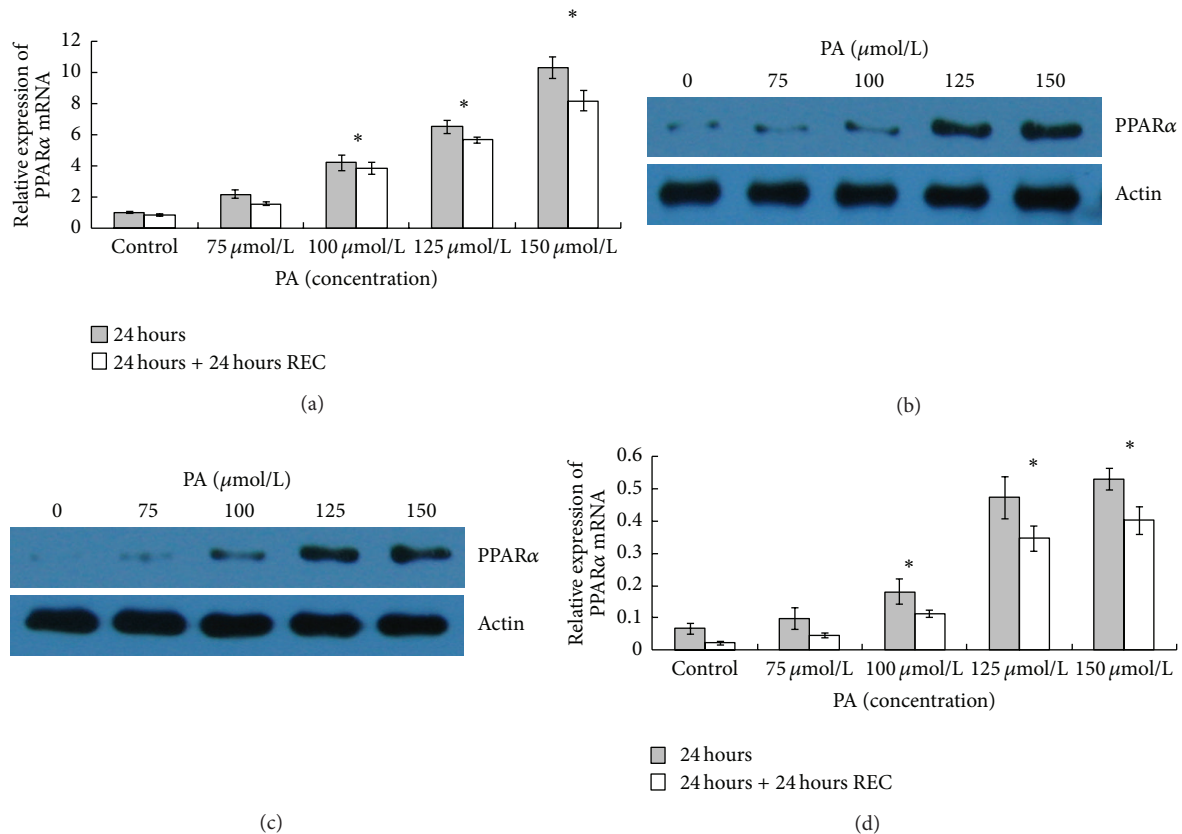 Relative expression of
PPARα mRNA
12
10
8
6
4
2
0
*
*
*
Control
75 μmol/L
100 μmol/L
125 μmol/L
150 μmol/L
PA (concentration)
24 hours
24 hours + 24 hours REC
(a)
PA (μmol/L)
0 75 100 125 150
PPARα
Actin
(b)
PA (μmol/L)
0 75 100 125 150
PPARα
Actin
(c)
Relative expression of
PPARα mRNA
0.6
0.5
0.4
0.3
0.2
0.1
0
*
*
*
Control
75 μmol/L
100 μmol/L
125 μmol/L
150 μmol/L
PA (concentration)
24 hours
24 hours + 24 hours REC
(d)